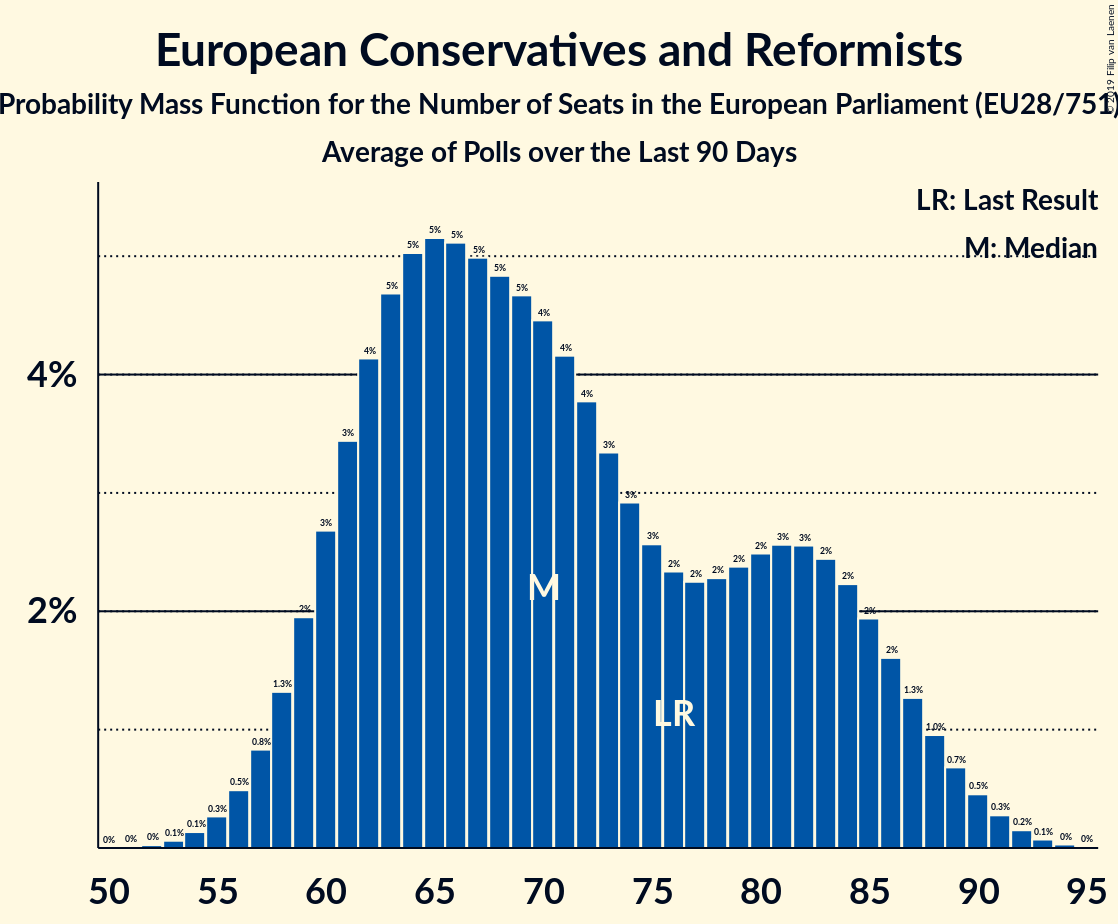 European Conservatives and Reformists
Probability Mass Function for the Number of Seats in the European Parliament (EU28/751)
Average of Polls over the Last 90 Days
© 2019 Filip van Laenen
LR: Last Result
M: Median
4%
2%
0% 0% 0% 0.1% 0.1% 0.3% 0.5% 0.8% 1.3% 2% 3% 3% 4% 5% 5% 5% 5% 5% 5% 5% 4% 4% 4% 3% 3% 3% 2% 2% 2% 2% 2% 3% 3% 2% 2% 2% 2% 1.3% 1.0% 0.7% 0.5% 0.3% 0.2% 0.1% 0% 0%
M
LR
50 55 60 65 70 75 80 85 90 95